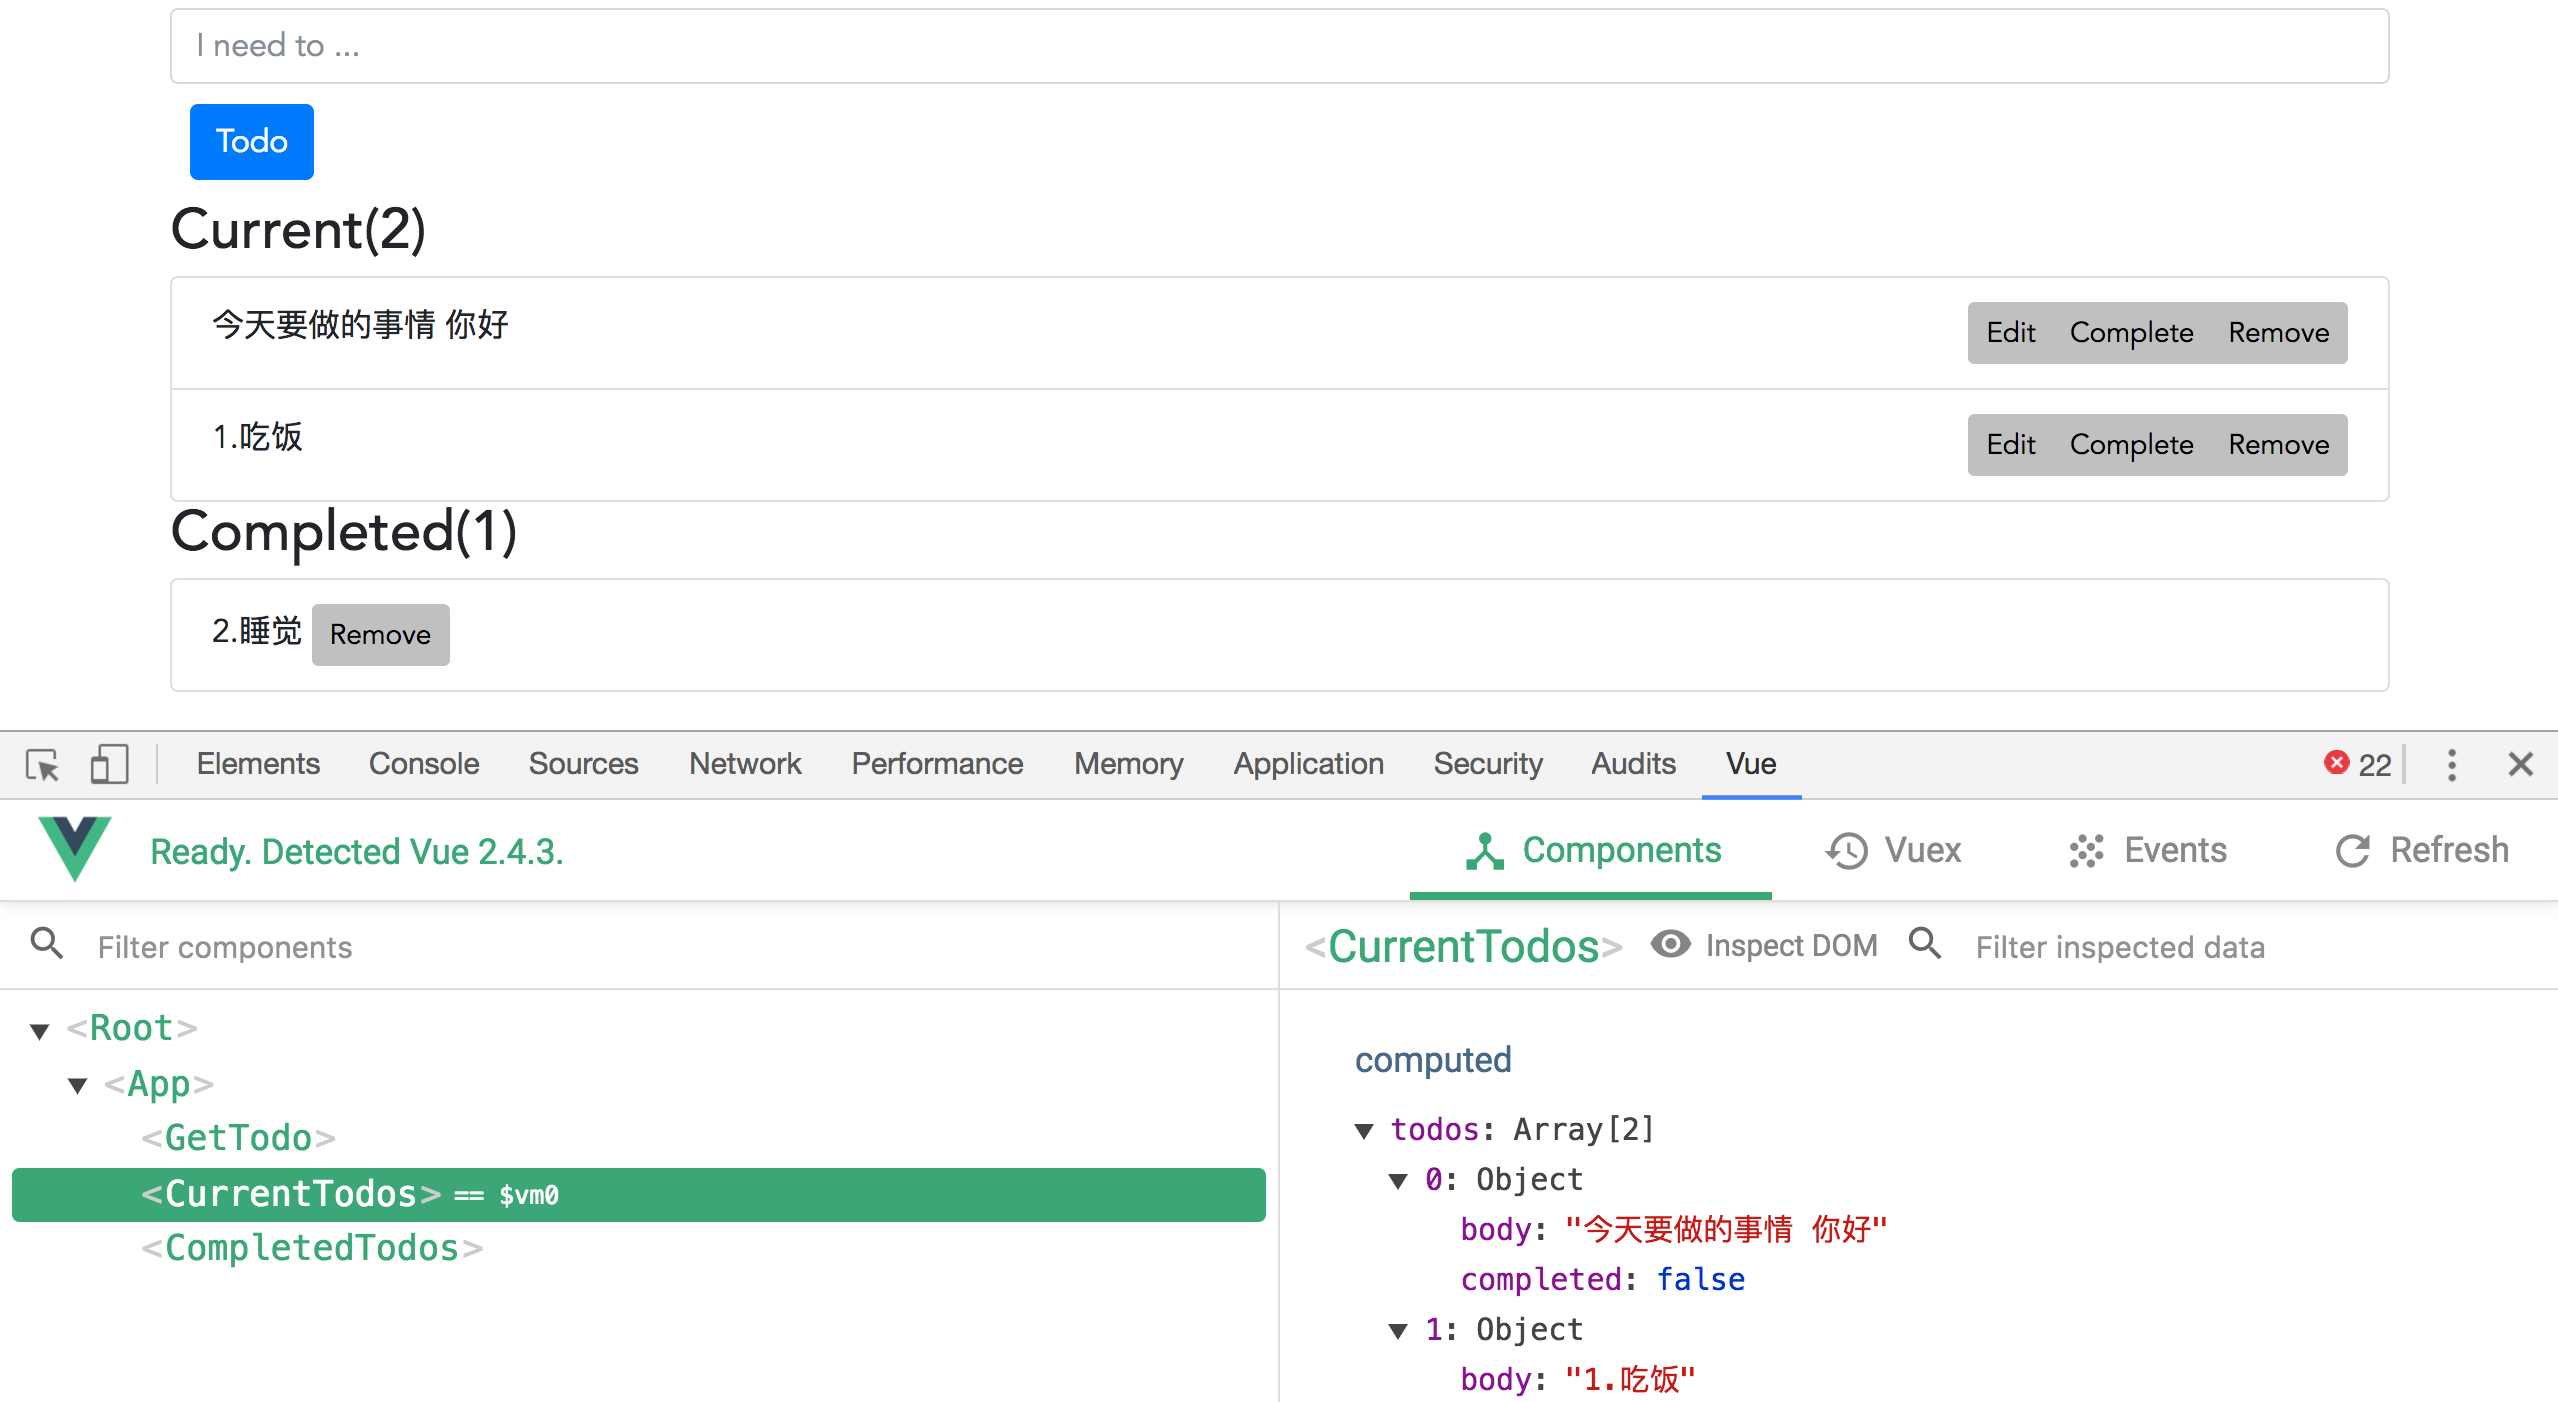 I need to ...
Todo
Current(2)
今天要做的事情 你好 Edit Complete Remove
1.吃饭 Edit Complete Remove
Completed(1)
2.睡觉 Remove
Elements Console Sources Network Performance Memory Application Security Audits Vue 22
Ready. Detected Vue 2.4.3. Components Vuex Events Refresh
Filter components
<CurrentTodos> Inspect DOM Filter inspected data
<Root>
<App>
<GetTodo>
<CurrentTodos> == $vm0
<CompletedTodos>
computed
todos: Array[2]
0: Object
body: "今天要做的事情 你好"
completed: false
1: Object
body: "1.吃饭"